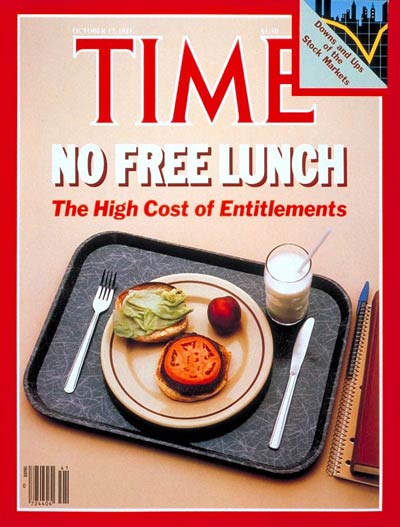 OCTOBER 12, 1981
$1.50
TIME
Downs and Ups
of the
Stock Markets
NO FREE LUNCH
The High Cost of Entitlements
41
724404